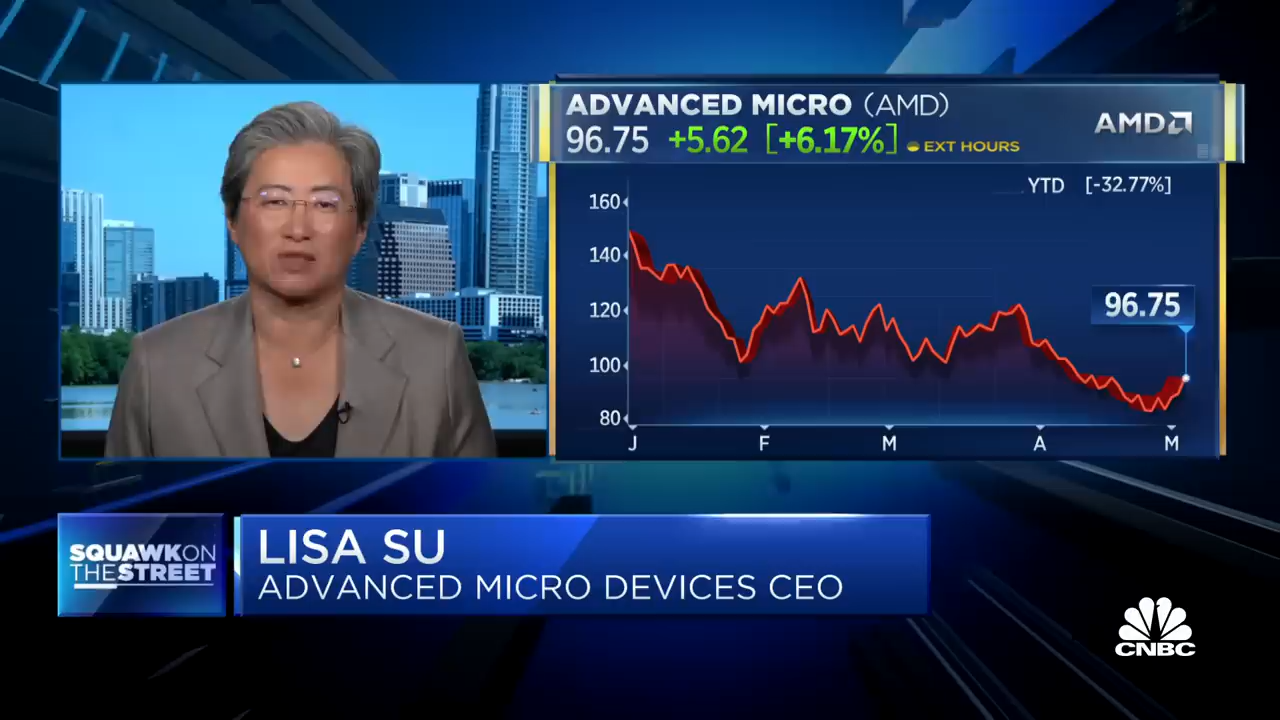 ADVANCED MICRO (AMD)
96.75 +5.62 [+6.17%] EXT HOURS
AMD
YTD [-32.77%]
160
140
120
100
80
96.75
J F M A M
SQUAWK ON
THE STREET
LISA SU
ADVANCED MICRO DEVICES CEO
CNBC